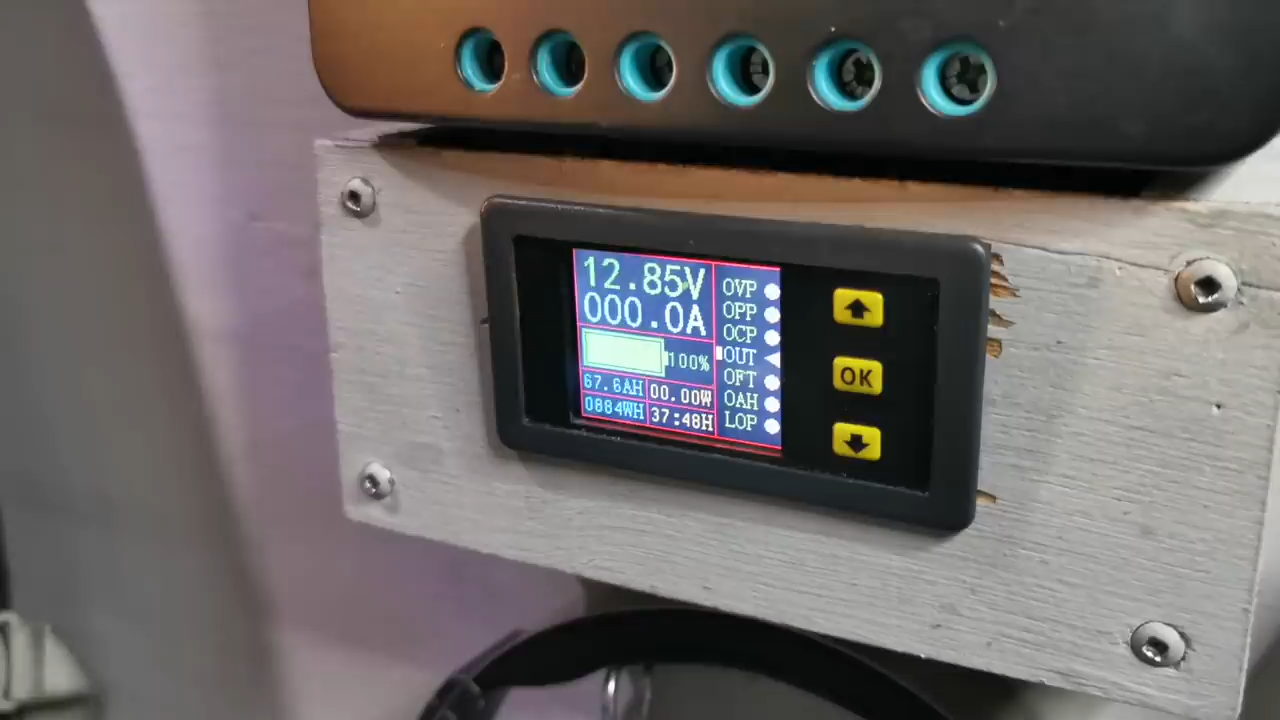 12.85V
000.0A
100%
67.6AH 00.00W
0884WH 37:48H
OVP
OPP
OCP
OUT
OFT
OAH
LOP
OK